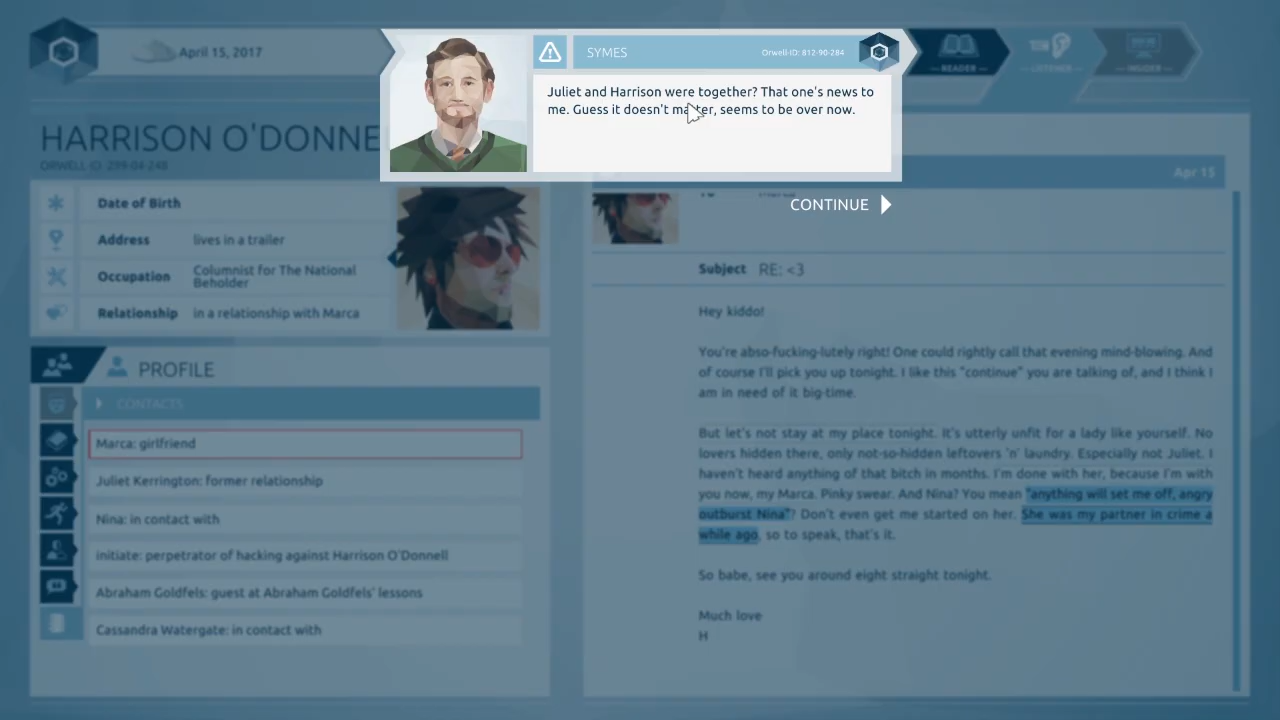 April 15, 2017
SYMES
Orwell-ID: 812-90-284
Juliet and Harrison were together? That one's news to
me. Guess it doesn't matter, seems to be over now.
CONTINUE
READER
LISTENER
INSIDER
HARRISON O'DONNE
ORWELL-ID: 299-04-248
Date of Birth
Address lives in a trailer
Occupation Columnist for The National
Beholder
Relationship in a relationship with Marca
PROFILE
CONTACTS
Marca: girlfriend
Juliet Kerrington: former relationship
Nina: in contact with
initiate: perpetrator of hacking against Harrison O'Donnell
Abraham Goldfels: guest at Abraham Goldfels' lessons
Cassandra Watergate: in contact with
Apr 15
Subject RE: <3
Hey kiddo!
You're abso-fucking-lutely right! One could rightly call that evening mind-blowing. And
of course I'll pick you up tonight. I like this "continue" you are talking of, and I think I
am in need of it big-time.
But let's not stay at my place tonight. It's utterly unfit for a lady like yourself. No
lovers hidden there, only not-so-hidden leftovers 'n' laundry. Especially not Juliet. I
haven't heard anything of that bitch in months. I'm done with her, because I'm with
you now, my Marca. Pinky swear. And Nina? You mean "anything will set me off, angry
outburst Nina"? Don't even get me started on her. She was my partner in crime a
while ago, so to speak, that's it.
So babe, see you around eight straight tonight.
Much love
H